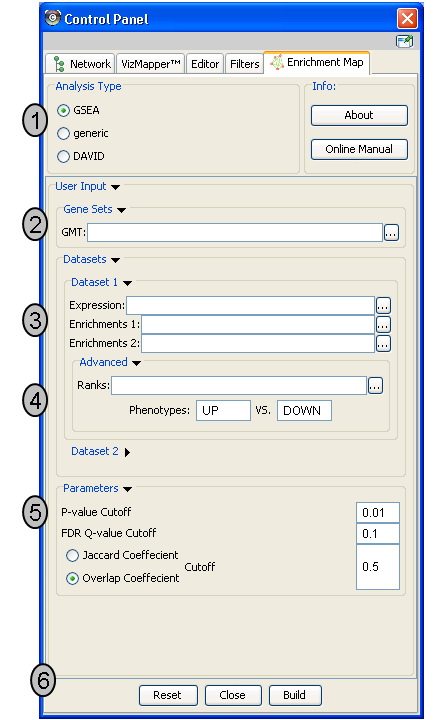 Control Panel
Network VizMapper™ Editor Filters Enrichment Map
Analysis Type Info:
1 GSEA About
generic
DAVID Online Manual
User Input
Gene Sets
2 GMT: ...
Datasets
Dataset 1
Expression: ...
3 Enrichments 1: ...
Enrichments 2: ...
Advanced
4 Ranks: ...
Phenotypes: UP VS. DOWN
Dataset 2
Parameters
5 P-value Cutoff 0.01
FDR Q-value Cutoff 0.1
Jaccard Coeffecient
Cutoff 0.5
Overlap Coeffecient
6 Reset Close Build